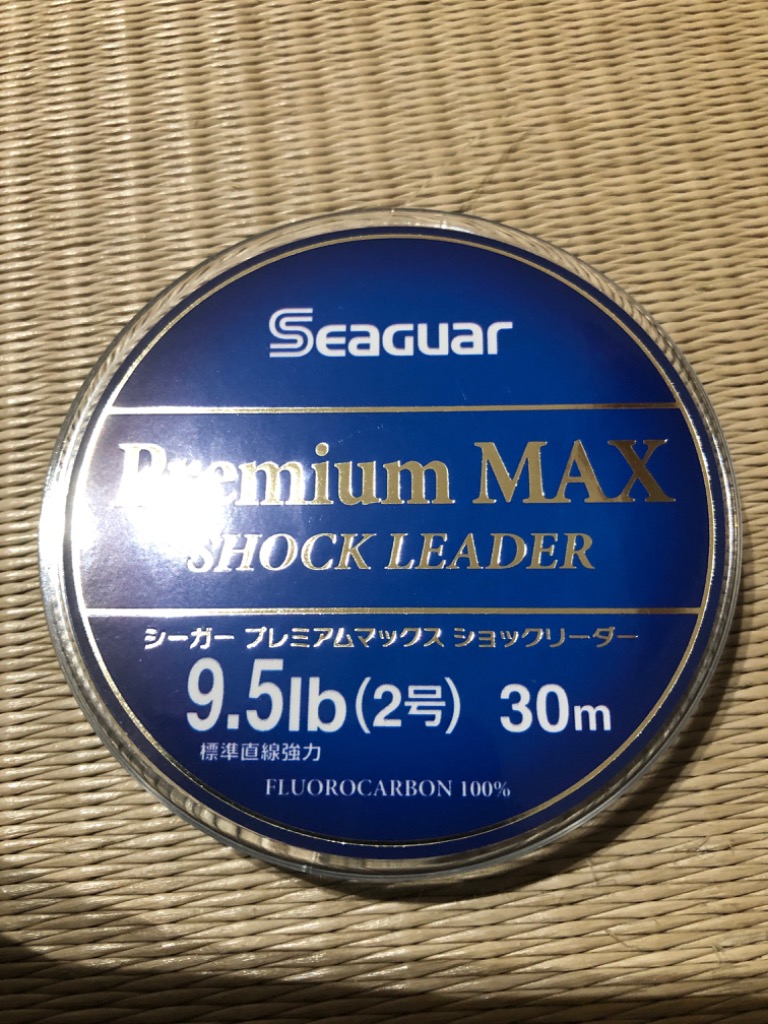 Seaguar
Premium MAX
SHOCK LEADER
シーガー プレミアムマックス ショックリーダー
9.5lb(2号) 30m
標準直線強力
FLUOROCARBON 100%